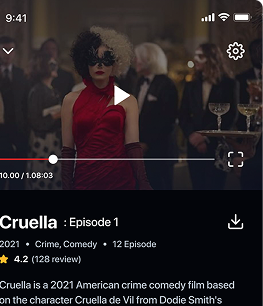 9:41
10.00 / 1.08:03
Cruella : Episode 1
2021 • Crime, Comedy • 12 Episode
4.2 (128 review)
Cruella is a 2021 American crime comedy film based
on the character Cruella de Vil from Dodie Smith's